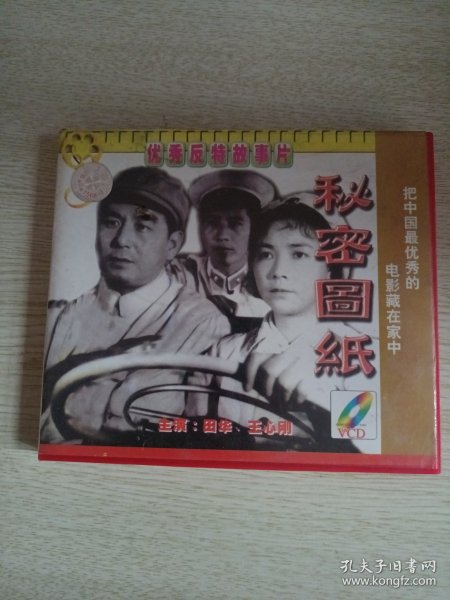 优秀反特故事片
秘密圖紙
把中国最优秀的
电影藏在家中
主演：田华、王心刚
VCD
孔夫子旧书网
www.kongfz.com